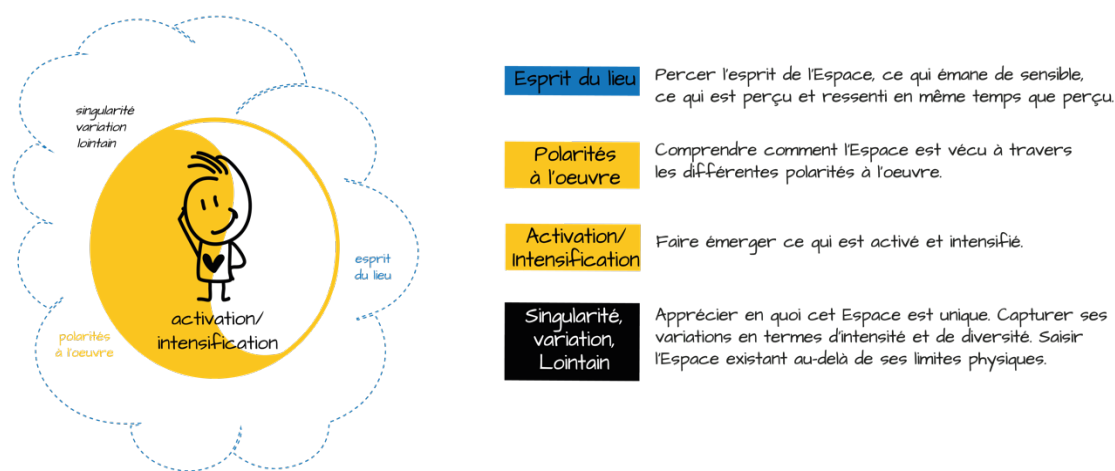 singularité
variation
lointain
esprit
du lieu
polarités
à l'oeuvre
activation/
intensification
Esprit du lieu
Percer l'esprit de l'Espace, ce qui émane de sensible,
ce qui est perçu et ressenti en même temps que perçu.
Polarités
à l'oeuvre
Comprendre comment l'Espace est vécu à travers
les différentes polarités à l'oeuvre.
Activation/
Intensification
Faire émerger ce qui est activé et intensifié.
Singularité,
variation,
Lointain
Apprécier en quoi cet Espace est unique. Capturer ses
variations en termes d'intensité et de diversité. Saisir
l'Espace existant au-delà de ses limites physiques.